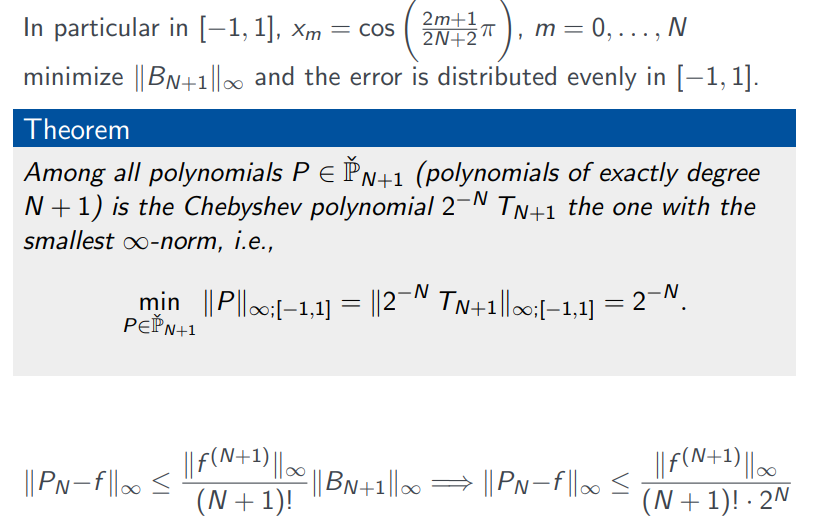 In particular in [−1, 1], x_m = cos ( (2m+1)/(2N+2) π ), m = 0, . . . , N
minimize ‖B_{N+1}‖_∞ and the error is distributed evenly in [−1, 1].
Theorem
Among all polynomials P ∈ P̌_{N+1} (polynomials of exactly degree
N + 1) is the Chebyshev polynomial 2^{−N} T_{N+1} the one with the
smallest ∞-norm, i.e.,
min_{P∈P̌_{N+1}} ‖P‖_{∞;[−1,1]} = ‖2^{−N} T_{N+1}‖_{∞;[−1,1]} = 2^{−N}.
‖P_N−f‖_∞ ≤ ‖f^{(N+1)}‖_∞/(N + 1)! ‖B_{N+1}‖_∞ ⟹ ‖P_N−f‖_∞ ≤ ‖f^{(N+1)}‖_∞/((N + 1)! · 2^N)